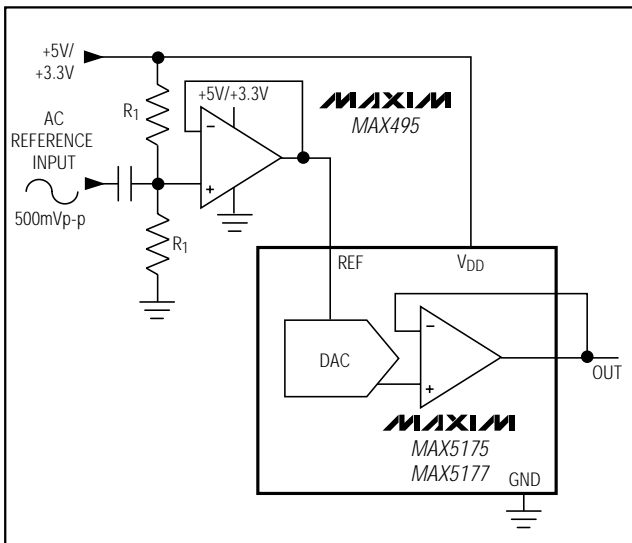 +5V/
+3.3V
R1
+5V/+3.3V
MAXIM
MAX495
AC
REFERENCE
INPUT
−
+
500mVp-p
R1
REF
VDD
DAC
−
+
OUT
MAXIM
MAX5175
MAX5177
GND